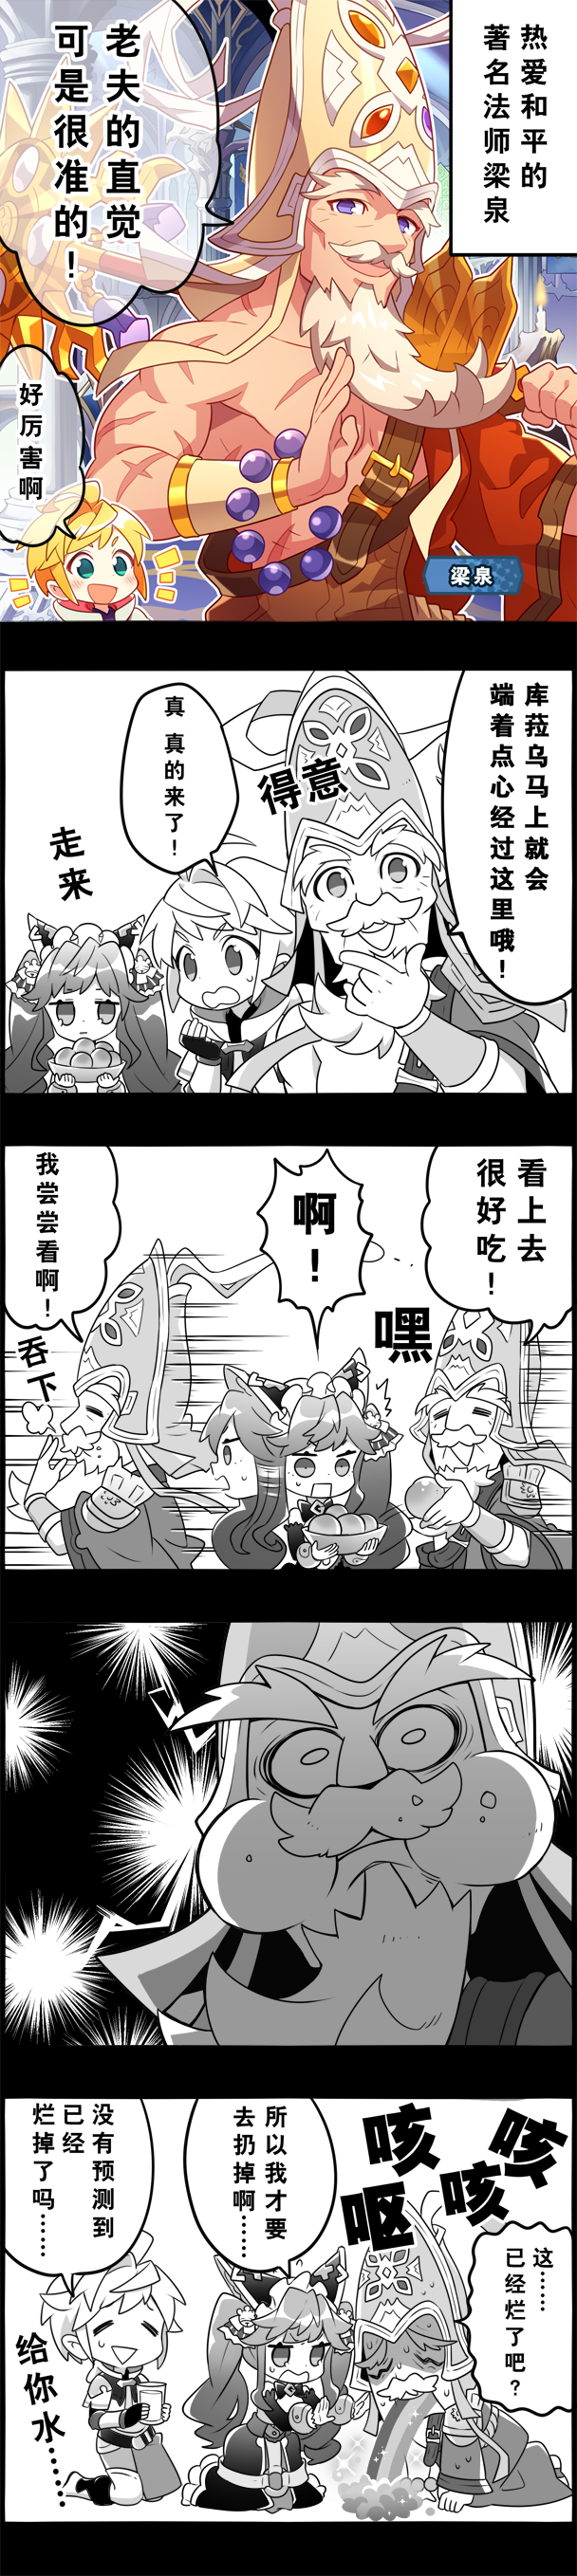 热爱和平的
著名法师梁泉
老夫的直觉
可是很准的！
好厉害啊
梁泉
库菈乌马上就会
端着点心经过这里哦！
得意
真 真的来了！
走来
看上去
很好吃！
嘿
啊！
我尝尝看啊！
吞下
咳
咳
咳
呕
这……
已经烂了吧？
所以我才要
去扔掉啊……
没有预测到
已经
烂掉了吗……
给你水……